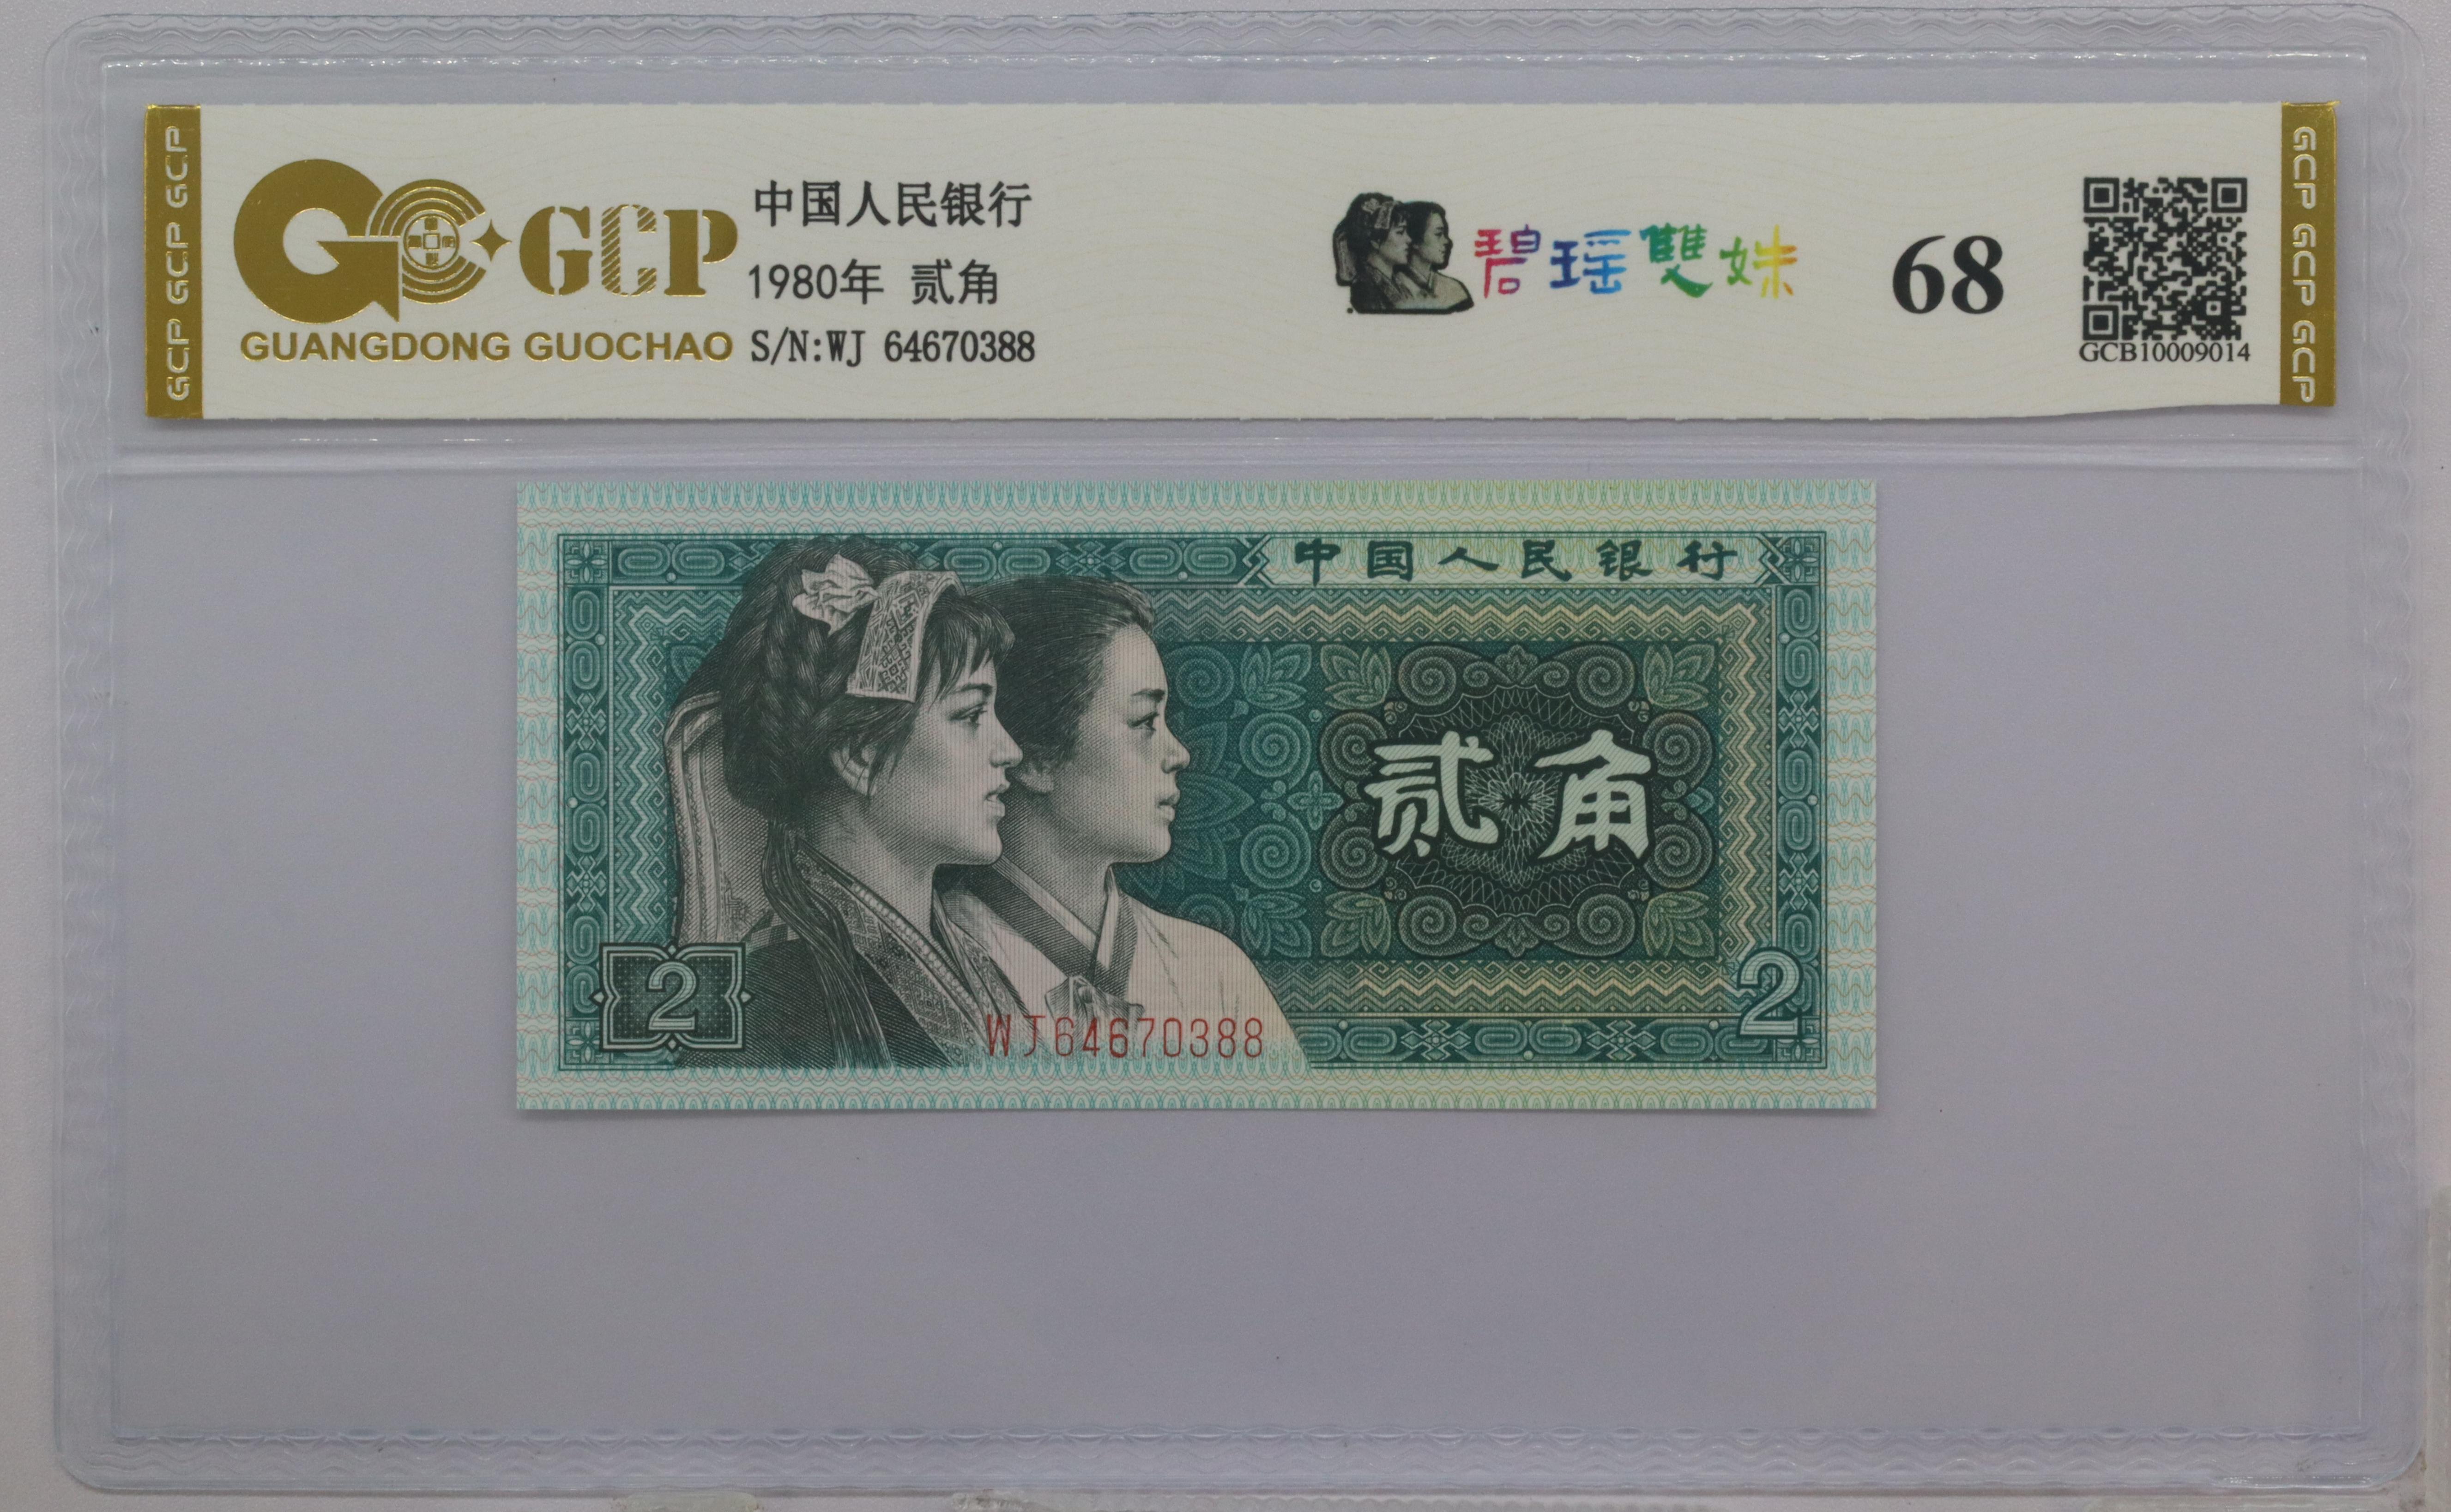 GCP GCP GCP
GCP
GUANGDONG GUOCHAO
中国人民银行
1980年 贰角
S/N:WJ 64670388
碧瑶雙姝
68
GCB10009014
GCP GCP GCP
中国人民银行
贰角
2
2
WJ64670388